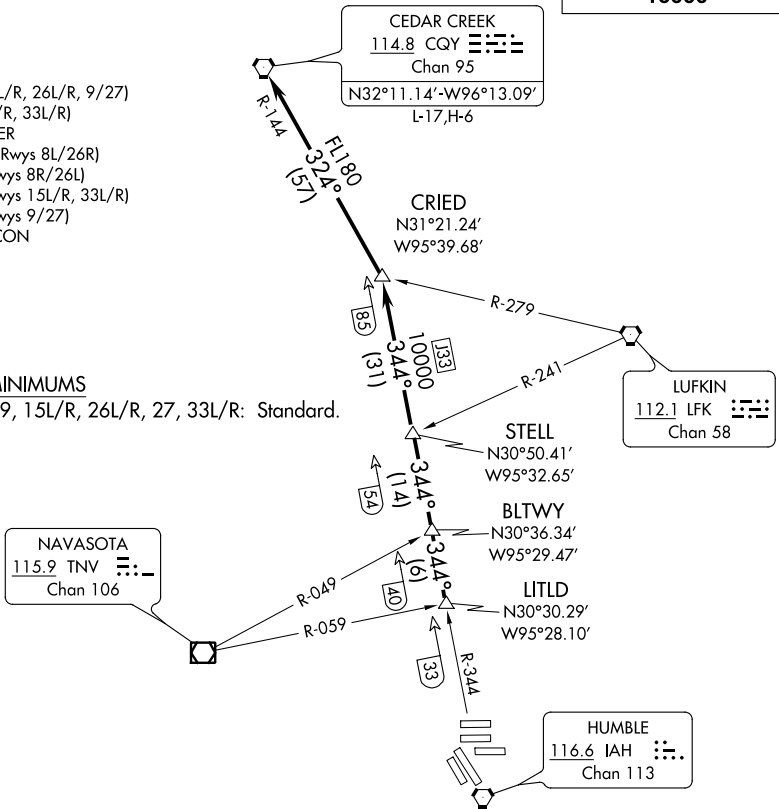 CEDAR CREEK
114.8 CQY
Chan 95
N32°11.14'-W96°13.09'
L-17,H-6
L/R, 26L/R, 9/27)
/R, 33L/R)
ER
Rwys 8L/26R)
wys 8R/26L)
wys 15L/R, 33L/R)
wys 9/27)
CON
R-144
FL180
324°
(57)
CRIED
N31°21.24'
W95°39.68'
R-279
85
J33
10000
344°
(31)
R-241
LUFKIN
112.1 LFK
Chan 58
MINIMUMS
9, 15L/R, 26L/R, 27, 33L/R: Standard.
STELL
N30°50.41'
W95°32.65'
344°
(14)
54
BLTWY
N30°36.34'
W95°29.47'
NAVASOTA
115.9 TNV
Chan 106
R-049
344°
(6)
40
LITLD
N30°30.29'
W95°28.10'
R-059
33
R-344
HUMBLE
116.6 IAH
Chan 113